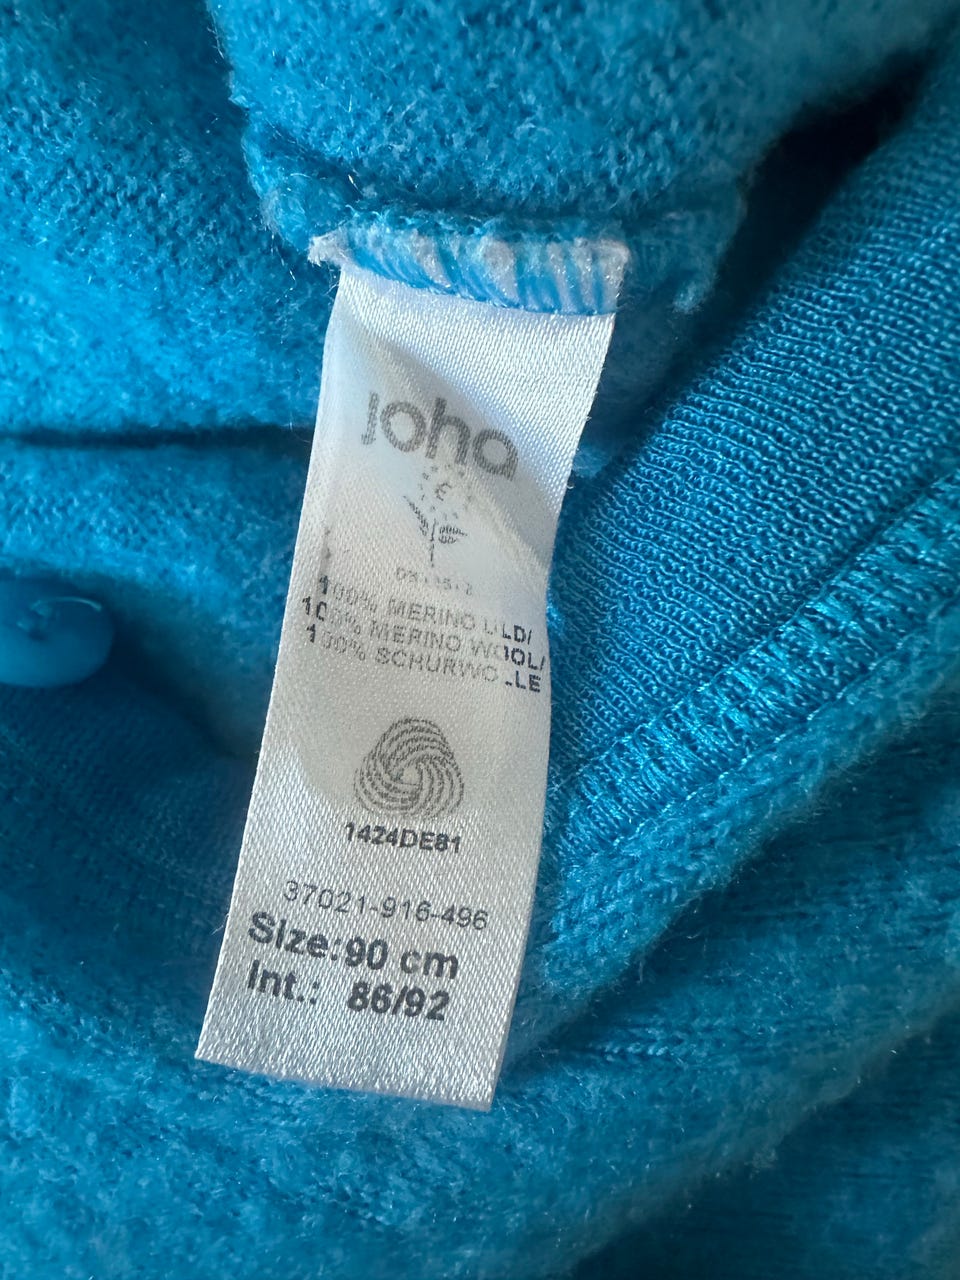 joha
100% MERINO ULD/
100% MERINO WOOL/
100% SCHURWOLLE
1424DE81
37021-916-496
Size: 90 cm
Int.: 86/92